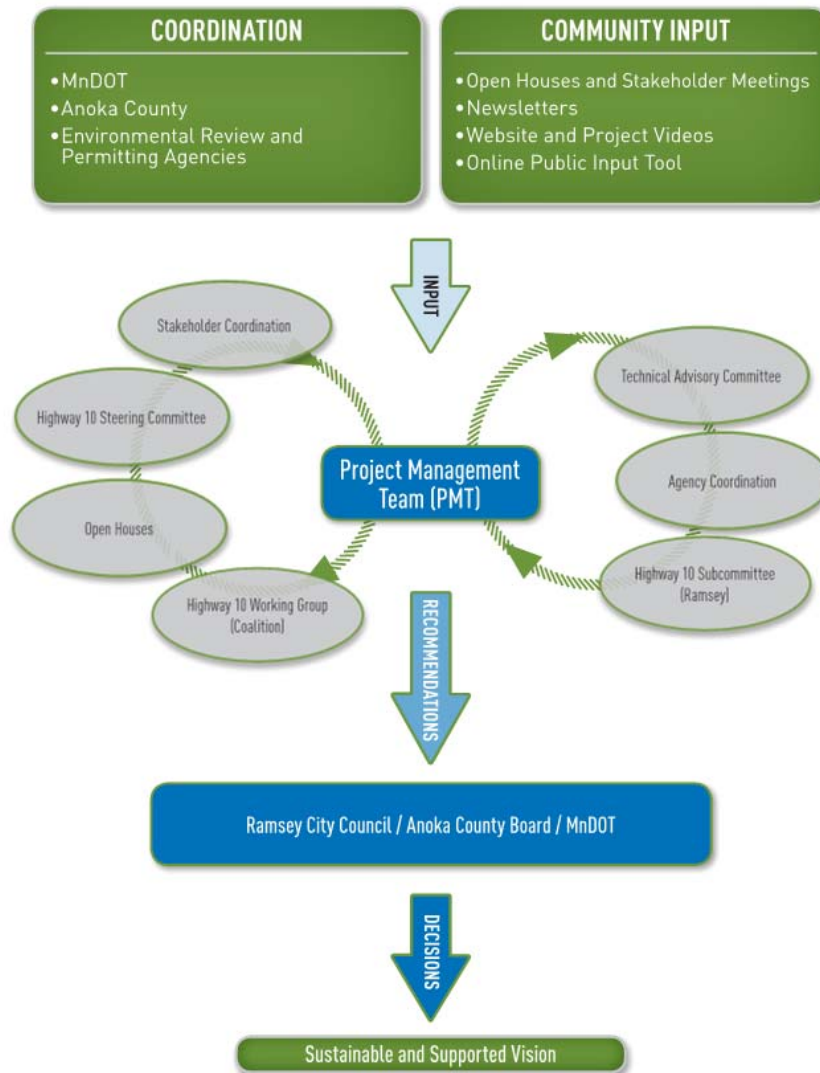 COORDINATION
•MnDOT
•Anoka County
•Environmental Review and
Permitting Agencies
COMMUNITY INPUT
•Open Houses and Stakeholder Meetings
•Newsletters
•Website and Project Videos
•Online Public Input Tool
INPUT
Stakeholder Coordination
Highway 10 Steering Committee
Open Houses
Highway 10 Working Group
(Coalition)
Project Management
Team (PMT)
Technical Advisory Committee
Agency Coordination
Highway 10 Subcommittee
(Ramsey)
RECOMMENDATIONS
Ramsey City Council / Anoka County Board / MnDOT
DECISIONS
Sustainable and Supported Vision